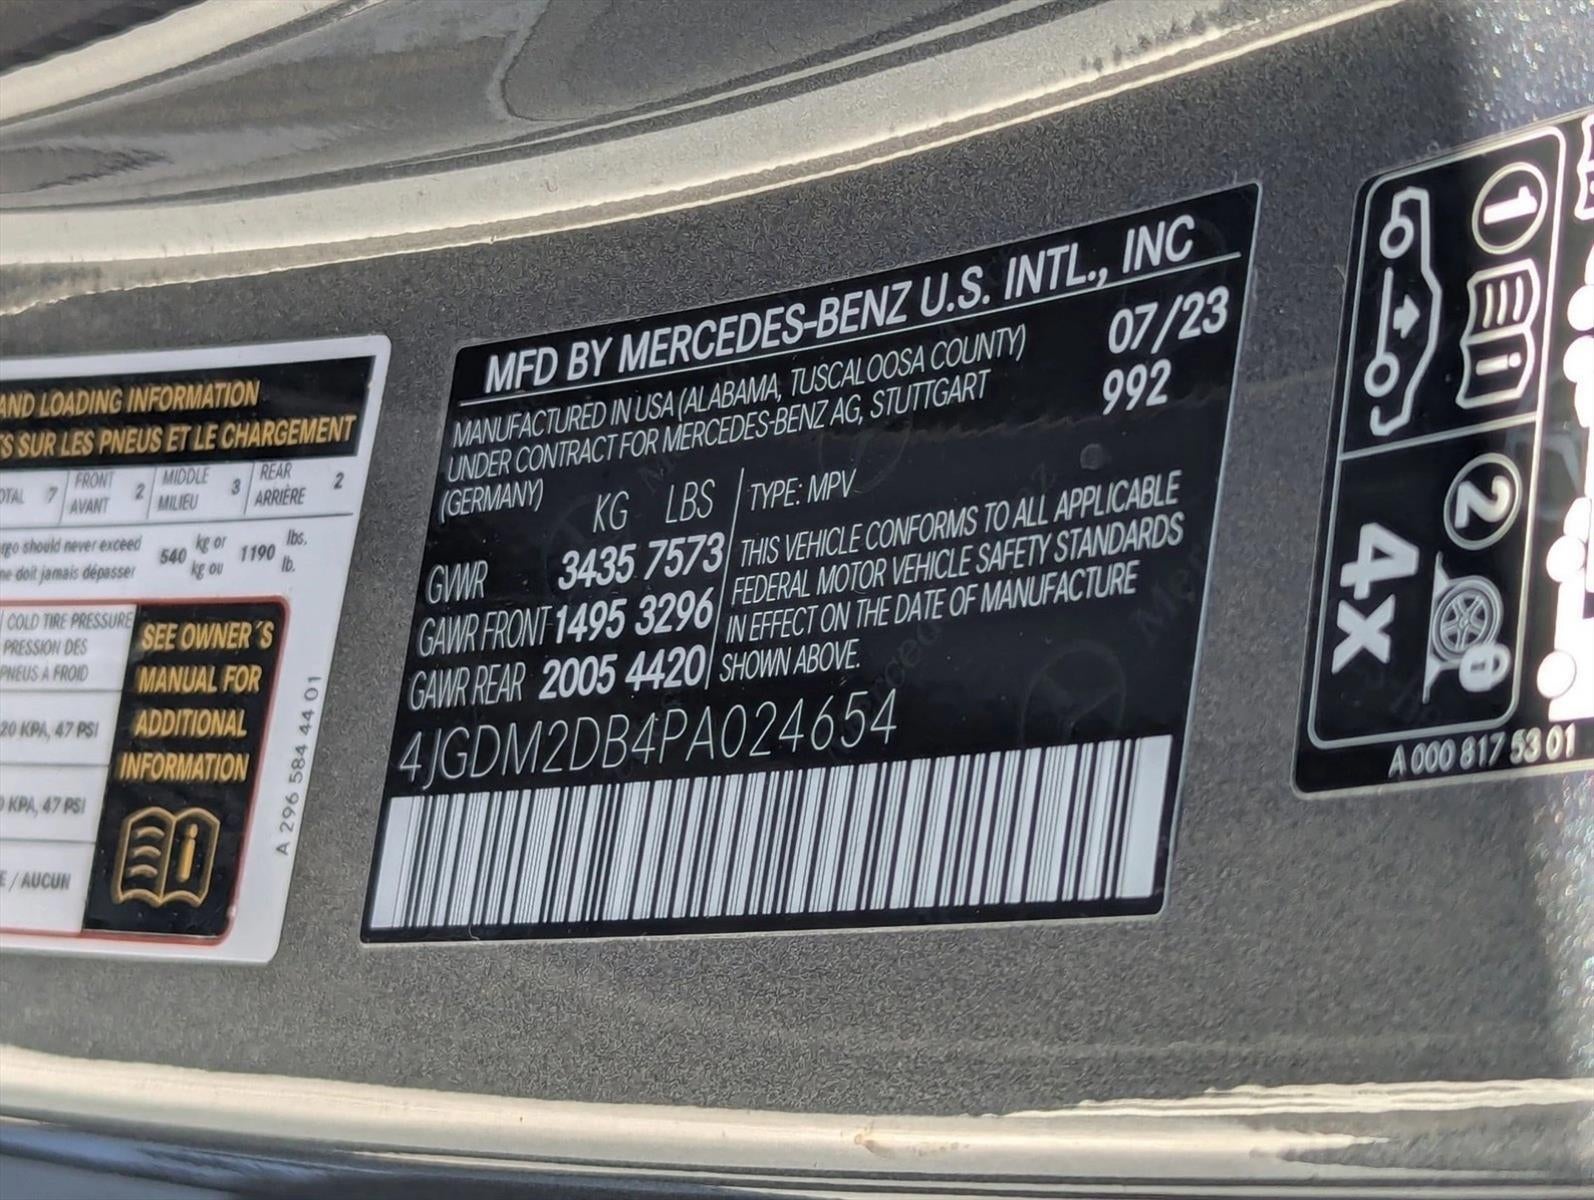 AND LOADING INFORMATION
TS SUR LES PNEUS ET LE CHARGEMENT
7 FRONT AVANT 2 MIDDLE MILIEU 3 REAR ARRIÈRE 2
should never exceed
doit jamais dépasser
540 kg or kg ou 1190 lbs. lb.
COLD TIRE PRESSURE
PRESSION DES
PNEUS À FROID
20 KPA, 47 PSI
KPA, 47 PSI
/ AUCUN
SEE OWNER'S
MANUAL FOR
ADDITIONAL
INFORMATION
A 296 584 44 01
MFD BY MERCEDES-BENZ U.S. INTL., INC
MANUFACTURED IN USA (ALABAMA, TUSCALOOSA COUNTY)
UNDER CONTRACT FOR MERCEDES-BENZ AG, STUTTGART
(GERMANY)
07/23
992
KG LBS
GVWR 3435 7573
GAWR FRONT 1495 3296
GAWR REAR 2005 4420
TYPE: MPV
THIS VEHICLE CONFORMS TO ALL APPLICABLE
FEDERAL MOTOR VEHICLE SAFETY STANDARDS
IN EFFECT ON THE DATE OF MANUFACTURE
SHOWN ABOVE.
4JGDM2DB4PA024654
1
2
4x
A 000 817 53 01